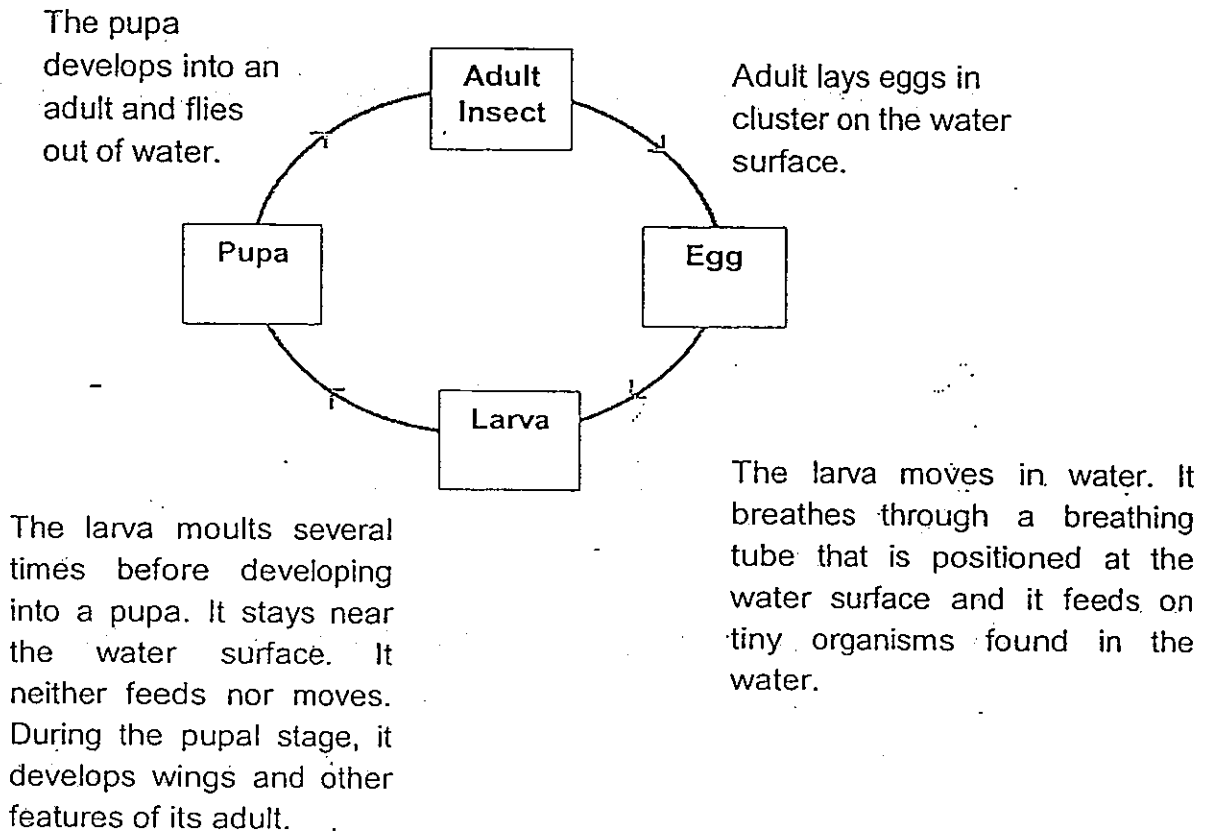 The pupa
develops into an
adult and flies
out of water.
Adult
Insect
Adult lays eggs in
cluster on the water
surface.
Pupa
Egg
Larva
The larva moves in water. It
breathes through a breathing
tube that is positioned at the
water surface and it feeds on
tiny organisms found in the
water.
The larva moults several
times before developing
into a pupa. It stays near
the water surface. It
neither feeds nor moves.
During the pupal stage, it
develops wings and other
features of its adult.